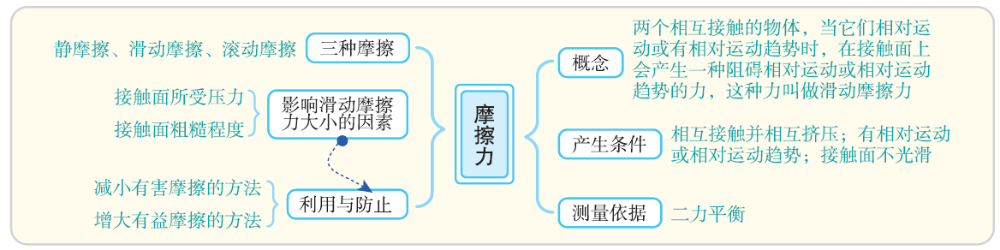 静摩擦、滑动摩擦、滚动摩擦
三种摩擦
接触面所受压力
接触面粗糙程度
影响滑动摩擦
力大小的因素
减小有害摩擦的方法
增大有益摩擦的方法
利用与防止
摩擦力
概念
两个相互接触的物体，当它们相对运
动或有相对运动趋势时，在接触面上
会产生一种阻碍相对运动或相对运动
趋势的力，这种力叫做滑动摩擦力
产生条件
相互接触并相互挤压；有相对运动
或相对运动趋势；接触面不光滑
测量依据
二力平衡